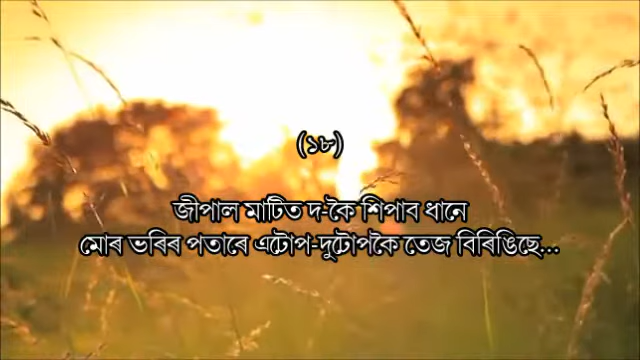 (১৮)
জীপাল মাটিত দ-কৈ শিপাব ধানে
মোৰ ভৰিৰ পতাৰে এটোপ-দুটোপকৈ তেজ বিৰিঙিছে...